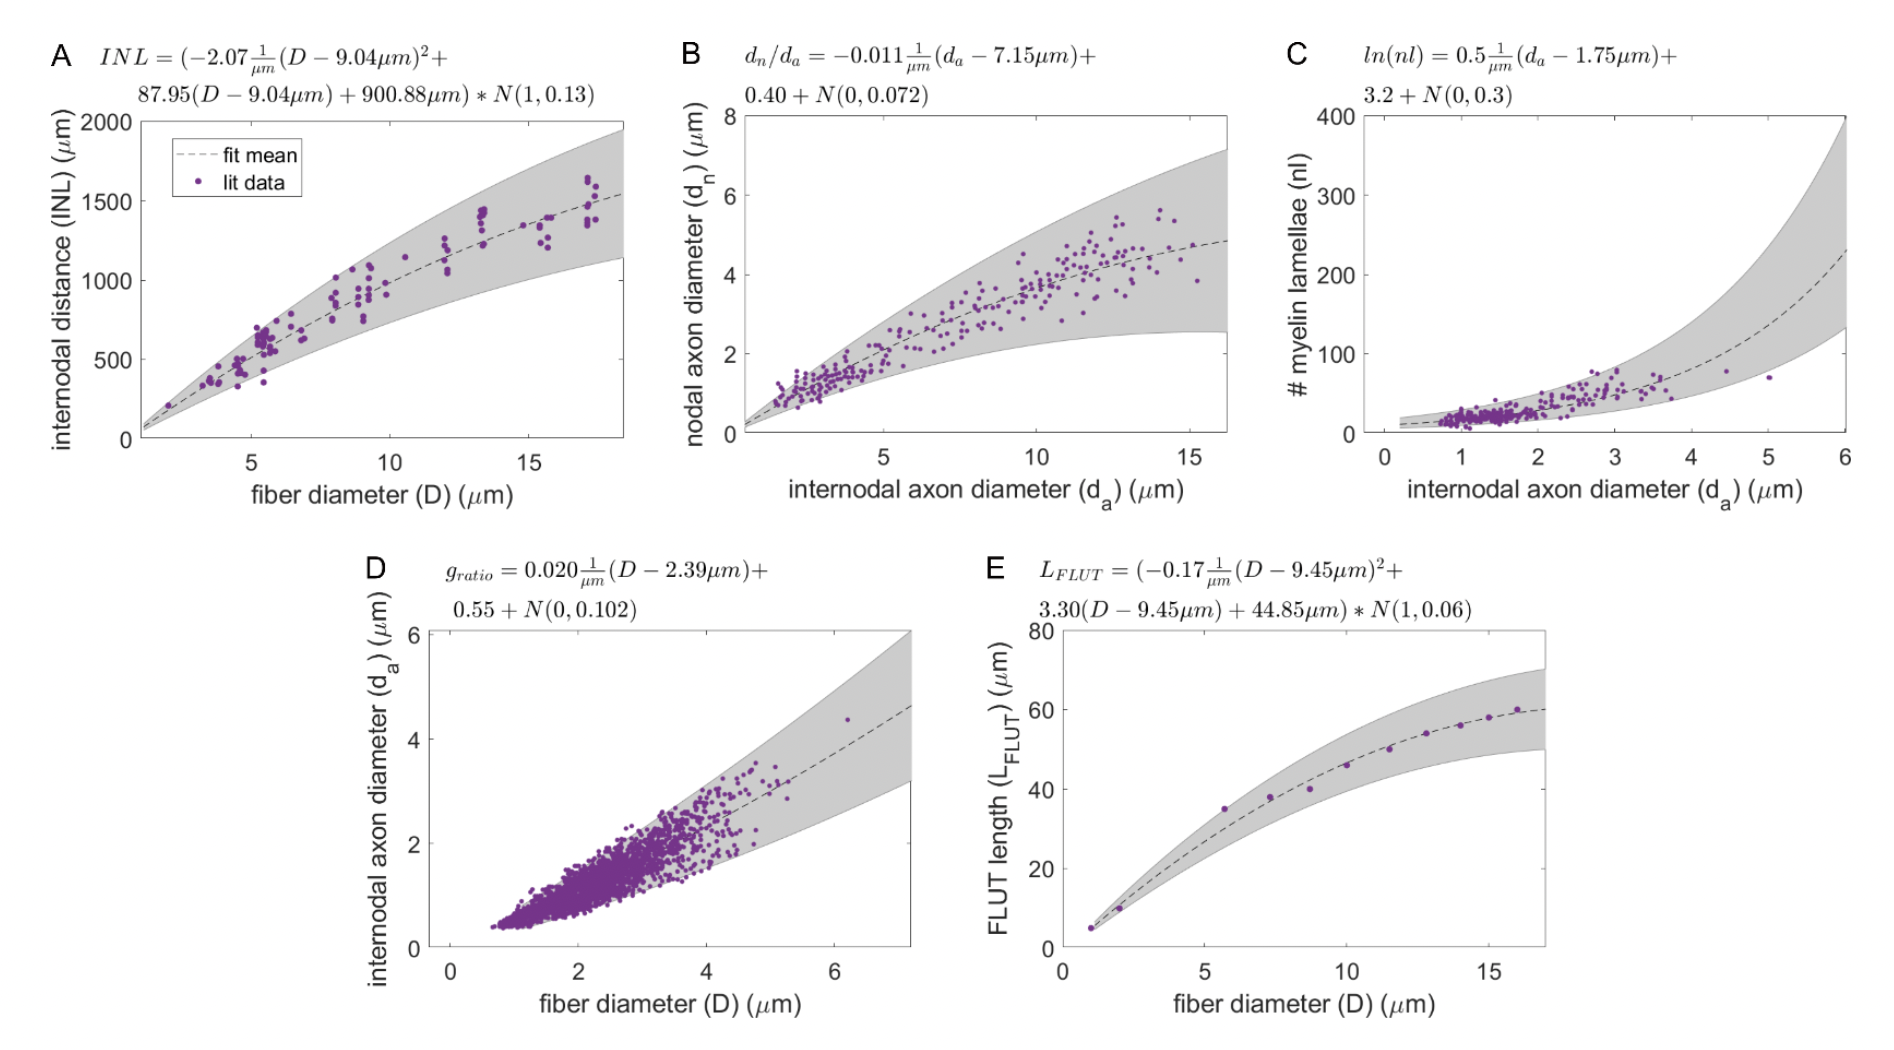 A
INL = (−2.07 1/μm (D − 9.04μm)² +
87.95(D − 9.04μm) + 900.88μm) ∗ N(1, 0.13)
internodal distance (INL) (μm)
2000
1500
1000
500
0
fit mean
lit data
5 10 15
fiber diameter (D) (μm)
B
dₙ/dₐ = −0.011 1/μm (dₐ − 7.15μm)+
0.40 + N(0, 0.072)
nodal axon diameter (dₙ) (μm)
8
6
4
2
0
5 10 15
internodal axon diameter (dₐ) (μm)
C
ln(nl) = 0.5 1/μm (dₐ − 1.75μm)+
3.2 + N(0, 0.3)
# myelin lamellae (nl)
400
300
200
100
0
0 1 2 3 4 5 6
internodal axon diameter (dₐ) (μm)
D
g_ratio = 0.020 1/μm (D − 2.39μm)+
0.55 + N(0, 0.102)
internodal axon diameter (dₐ) (μm)
6
4
2
0
0 2 4 6
fiber diameter (D) (μm)
E
L_FLUT = (−0.17 1/μm (D − 9.45μm)² +
3.30(D − 9.45μm) + 44.85μm) ∗ N(1, 0.06)
FLUT length (L_FLUT) (μm)
80
60
40
20
0
0 5 10 15
fiber diameter (D) (μm)